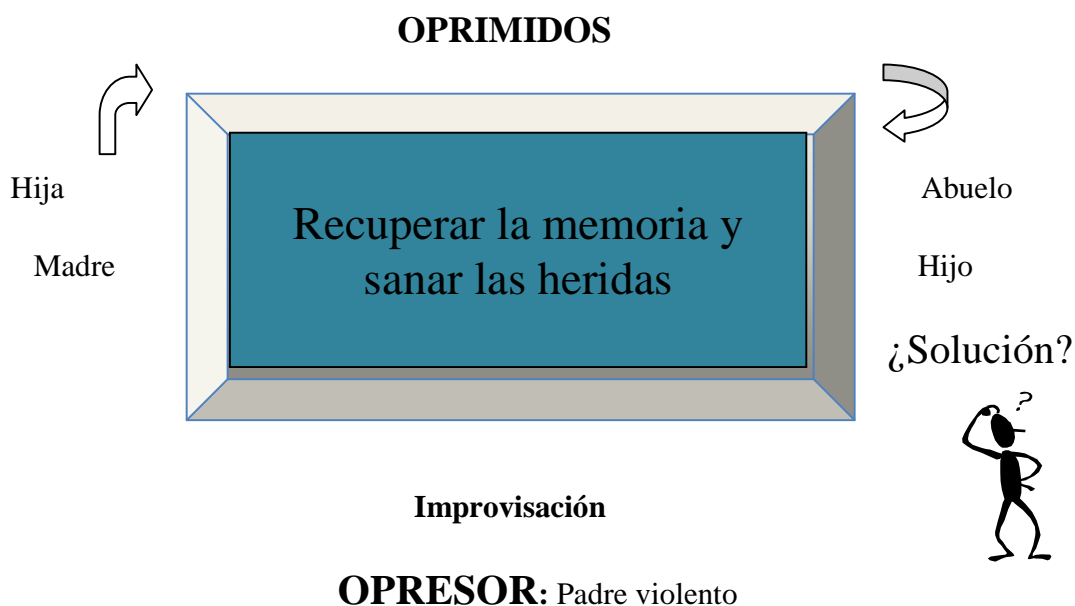 OPRIMIDOS
Hija
Madre
Recuperar la memoria y
sanar las heridas
Abuelo
Hijo
¿Solución?
?
Improvisación
OPRESOR: Padre violento